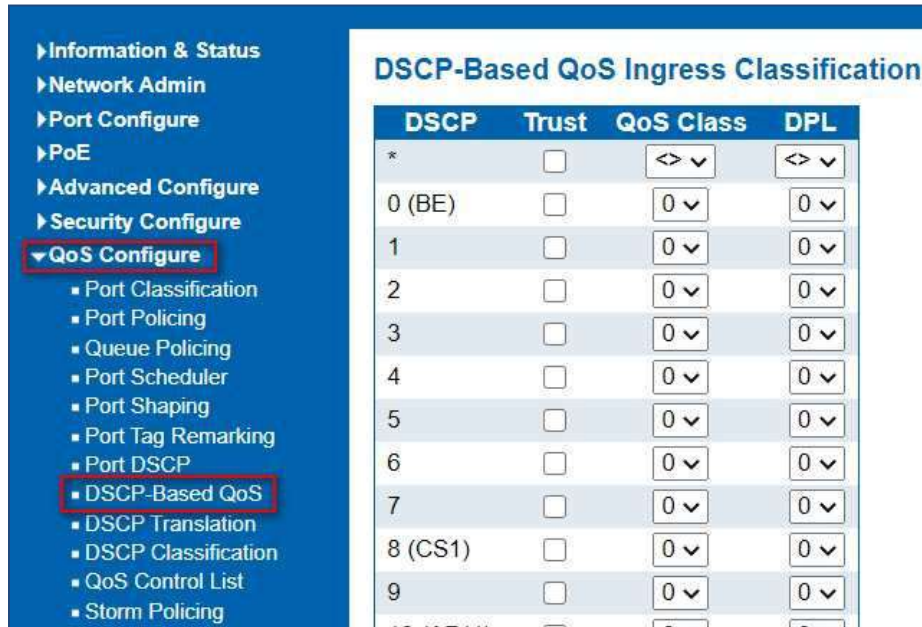 Information & Status
Network Admin
Port Configure
PoE
Advanced Configure
Security Configure
QoS Configure
Port Classification
Port Policing
Queue Policing
Port Scheduler
Port Shaping
Port Tag Remarking
Port DSCP
DSCP-Based QoS
DSCP Translation
DSCP Classification
QoS Control List
Storm Policing
DSCP-Based QoS Ingress Classification
DSCP Trust QoS Class DPL
* <> <>
0 (BE) 0 0
1 0 0
2 0 0
3 0 0
4 0 0
5 0 0
6 0 0
7 0 0
8 (CS1) 0 0
9 0 0